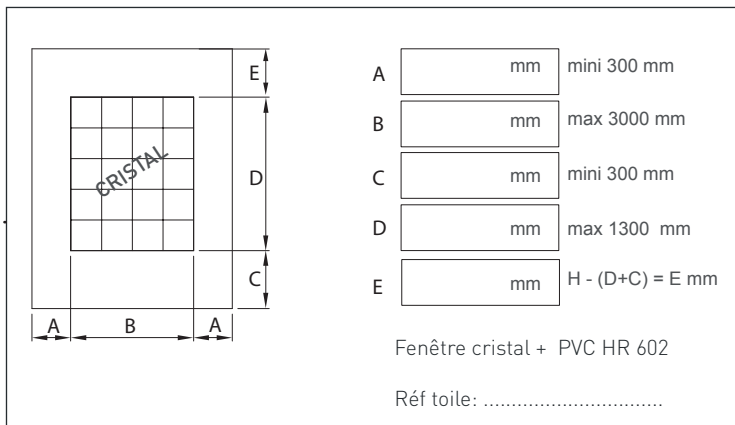 E
CRISTAL
D
C
A B A
A mm mini 300 mm
B mm max 3000 mm
C mm mini 300 mm
D mm max 1300 mm
E mm H - (D+C) = E mm
Fenêtre cristal + PVC HR 602
Réf toile: ................................